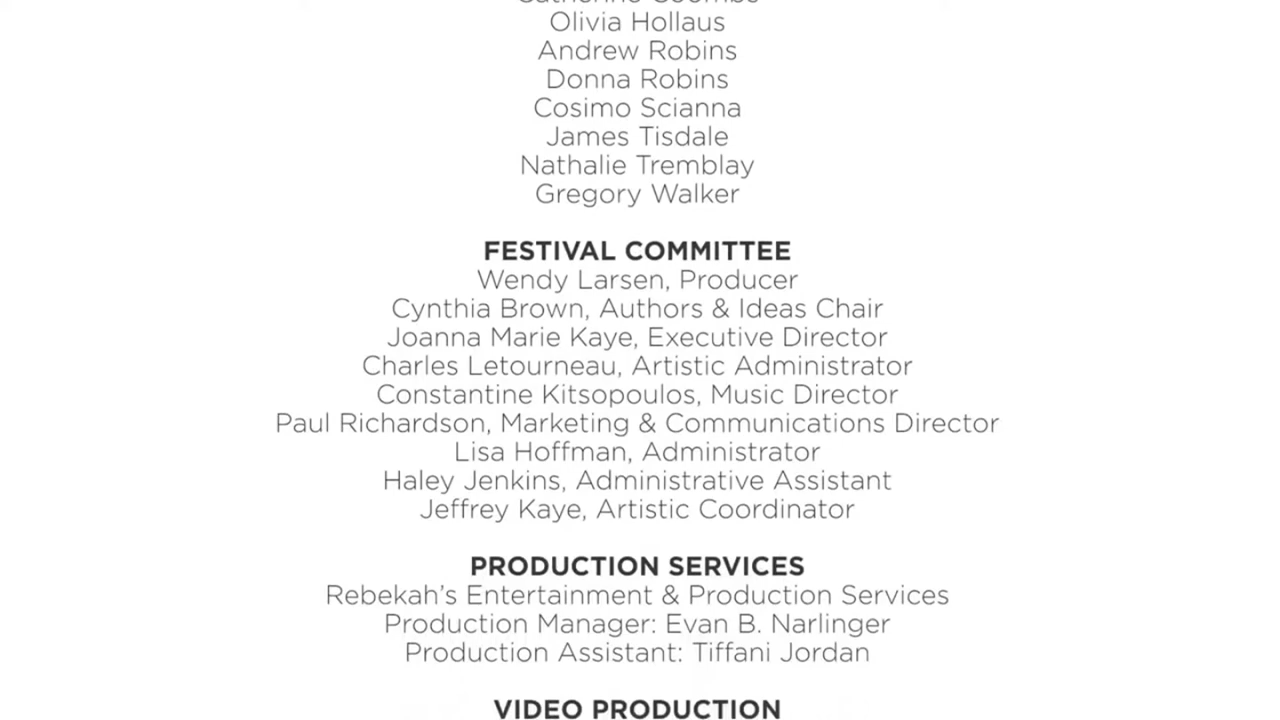 Olivia Hollaus
Andrew Robins
Donna Robins
Cosimo Scianna
James Tisdale
Nathalie Tremblay
Gregory Walker
FESTIVAL COMMITTEE
Wendy Larsen, Producer
Cynthia Brown, Authors & Ideas Chair
Joanna Marie Kaye, Executive Director
Charles Letourneau, Artistic Administrator
Constantine Kitsopoulos, Music Director
Paul Richardson, Marketing & Communications Director
Lisa Hoffman, Administrator
Haley Jenkins, Administrative Assistant
Jeffrey Kaye, Artistic Coordinator
PRODUCTION SERVICES
Rebekah's Entertainment & Production Services
Production Manager: Evan B. Narlinger
Production Assistant: Tiffani Jordan
VIDEO PRODUCTION